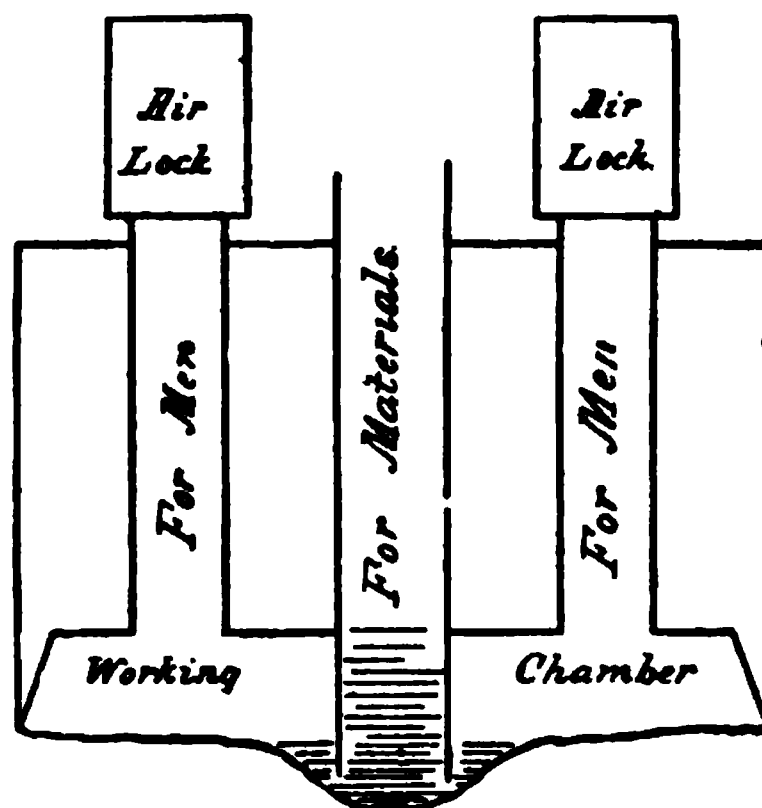 Air
Lock
Air
Lock.
For Men
For Materials.
For Men
Working
Chamber